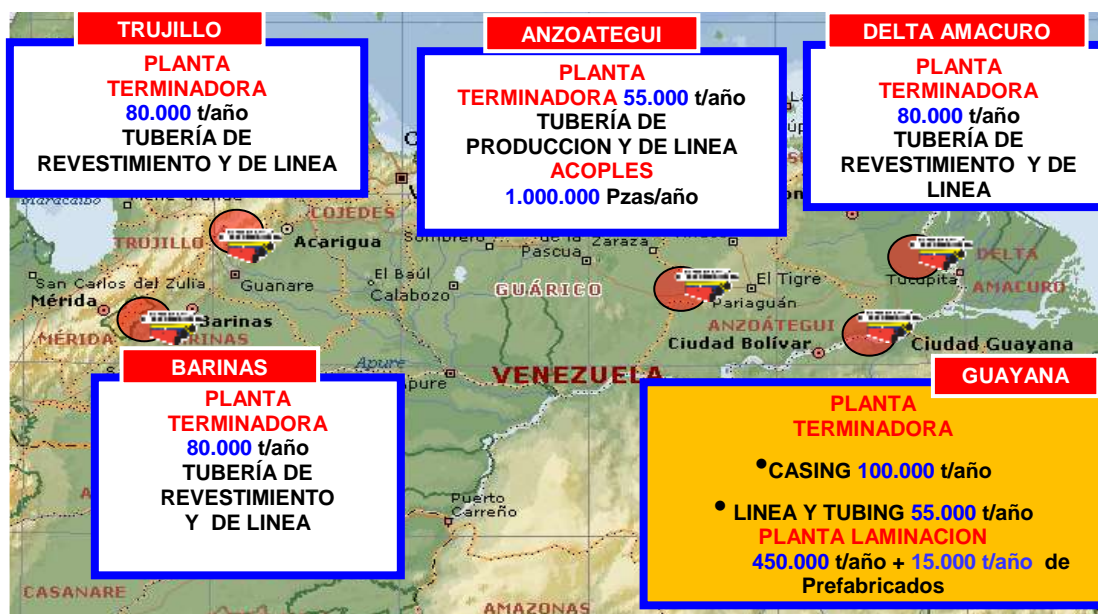 TRUJILLO
PLANTA
TERMINADORA
80.000 t/año
TUBERÍA DE
REVESTIMIENTO Y DE LINEA
ANZOATEGUI
PLANTA
TERMINADORA 55.000 t/año
TUBERÍA DE
PRODUCCION Y DE LINEA
ACOPLES
1.000.000 Pzas/año
DELTA AMACURO
PLANTA
TERMINADORA
80.000 t/año
TUBERÍA DE
REVESTIMIENTO Y DE
LINEA
Maracaibo
COJEDES
TRUJILLO
Acarigua
Zaraza
Pascua
DELTA
San Carlos del Zulia
Guanare
El Baúl
Calabozo
GUÁRICO
El Tigre
Pariaguán
Tucupita
AMACURO
Mérida
Barinas
MÉRIDA
ANZOÁTEGUI
Ciudad Bolívar
Ciudad Guayana
Apure
VENEZUELA
BARINAS
PLANTA
TERMINADORA
80.000 t/año
TUBERÍA DE
REVESTIMIENTO
Y DE LINEA
GUAYANA
PLANTA
TERMINADORA
•CASING 100.000 t/año
• LINEA Y TUBING 55.000 t/año
PLANTA LAMINACION
450.000 t/año + 15.000 t/año de
Prefabricados
Puerto
Carreño
CASANARE
AMAZONAS